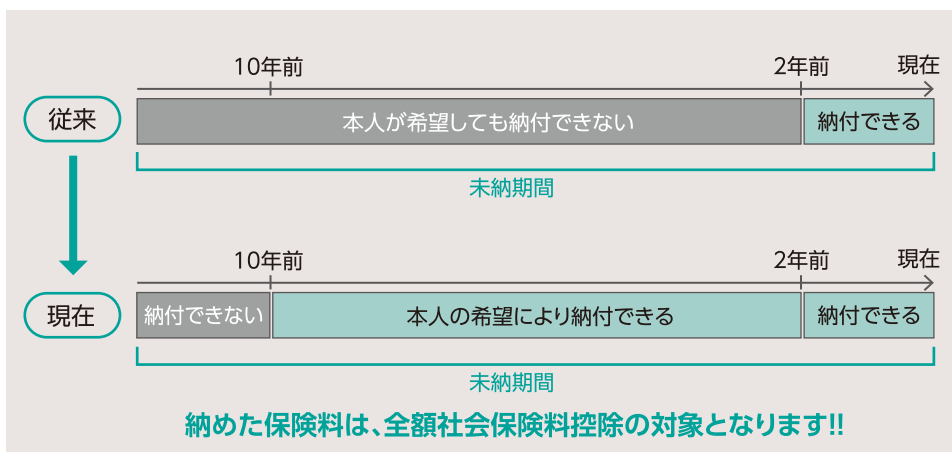 10年前 2年前 現在
従来 本人が希望しても納付できない 納付できる
未納期間
10年前 2年前 現在
現在 納付できない 本人の希望により納付できる 納付できる
未納期間
納めた保険料は、全額社会保険料控除の対象となります!!